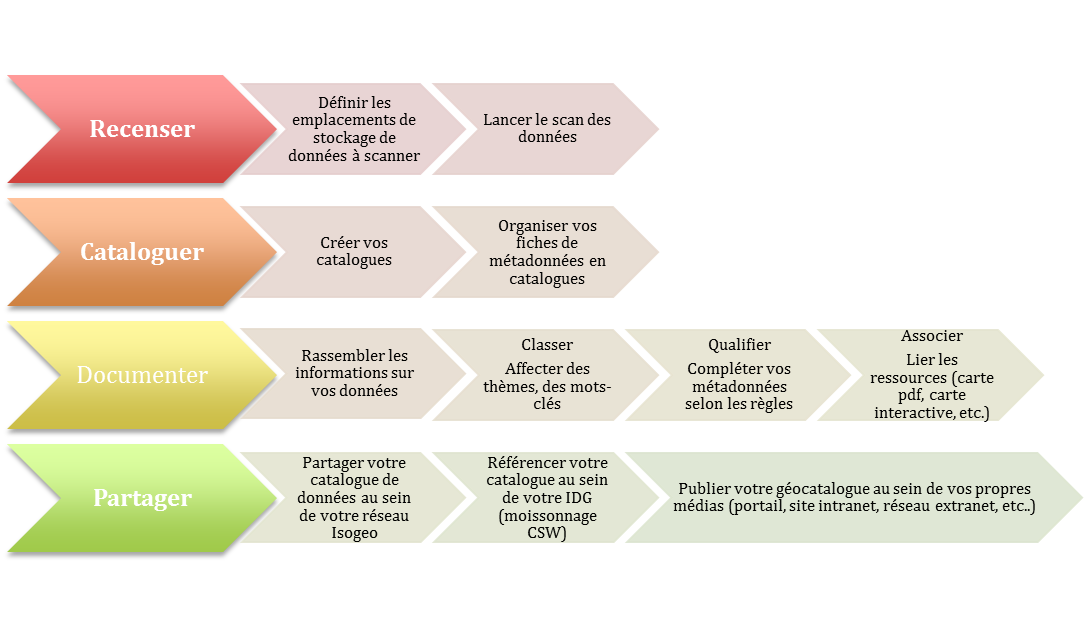 Recenser
Définir les
emplacements de
stockage de
données à scanner
Lancer le scan des
données
Cataloguer
Créer vos
catalogues
Organiser vos
fiches de
métadonnées en
catalogues
Documenter
Rassembler les
informations sur
vos données
Classer
Affecter des
thèmes, des mots-
clés
Qualifier
Compléter vos
métadonnées
selon les règles
Associer
Lier les
ressources (carte
pdf, carte
interactive, etc.)
Partager
Partager votre
catalogue de
données au sein
de votre réseau
Isogeo
Référencer votre
catalogue au sein
de votre IDG
(moissonnage
CSW)
Publier votre géocatalogue au sein de vos propres
médias (portail, site intranet, réseau extranet, etc..)